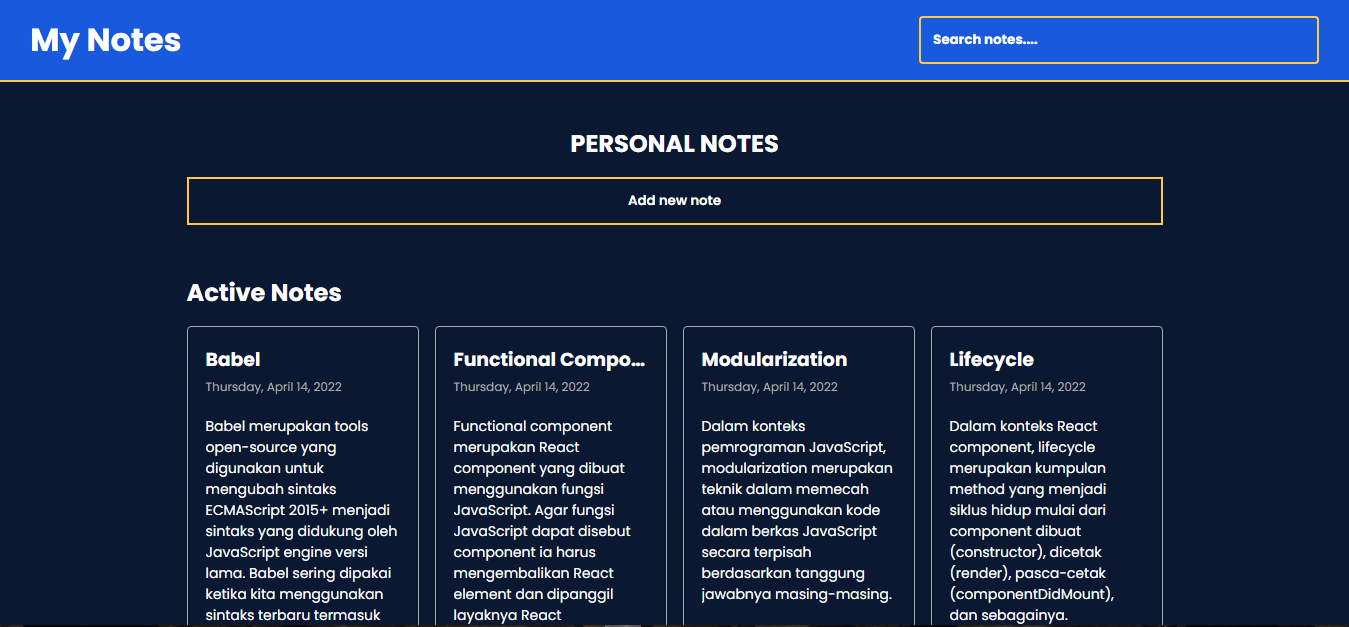 My Notes
Search notes....
PERSONAL NOTES
Add new note
Active Notes
Babel
Thursday, April 14, 2022
Babel merupakan tools
open-source yang
digunakan untuk
mengubah sintaks
ECMAScript 2015+ menjadi
sintaks yang didukung oleh
JavaScript engine versi
lama. Babel sering dipakai
ketika kita menggunakan
sintaks terbaru termasuk
Functional Compo...
Thursday, April 14, 2022
Functional component
merupakan React
component yang dibuat
menggunakan fungsi
JavaScript. Agar fungsi
JavaScript dapat disebut
component ia harus
mengembalikan React
element dan dipanggil
layaknya React
Modularization
Thursday, April 14, 2022
Dalam konteks
pemrograman JavaScript,
modularization merupakan
teknik dalam memecah
atau menggunakan kode
dalam berkas JavaScript
secara terpisah
berdasarkan tanggung
jawabnya masing-masing.
Lifecycle
Thursday, April 14, 2022
Dalam konteks React
component, lifecycle
merupakan kumpulan
method yang menjadi
siklus hidup mulai dari
component dibuat
(constructor), dicetak
(render), pasca-cetak
(componentDidMount),
dan sebagainya.